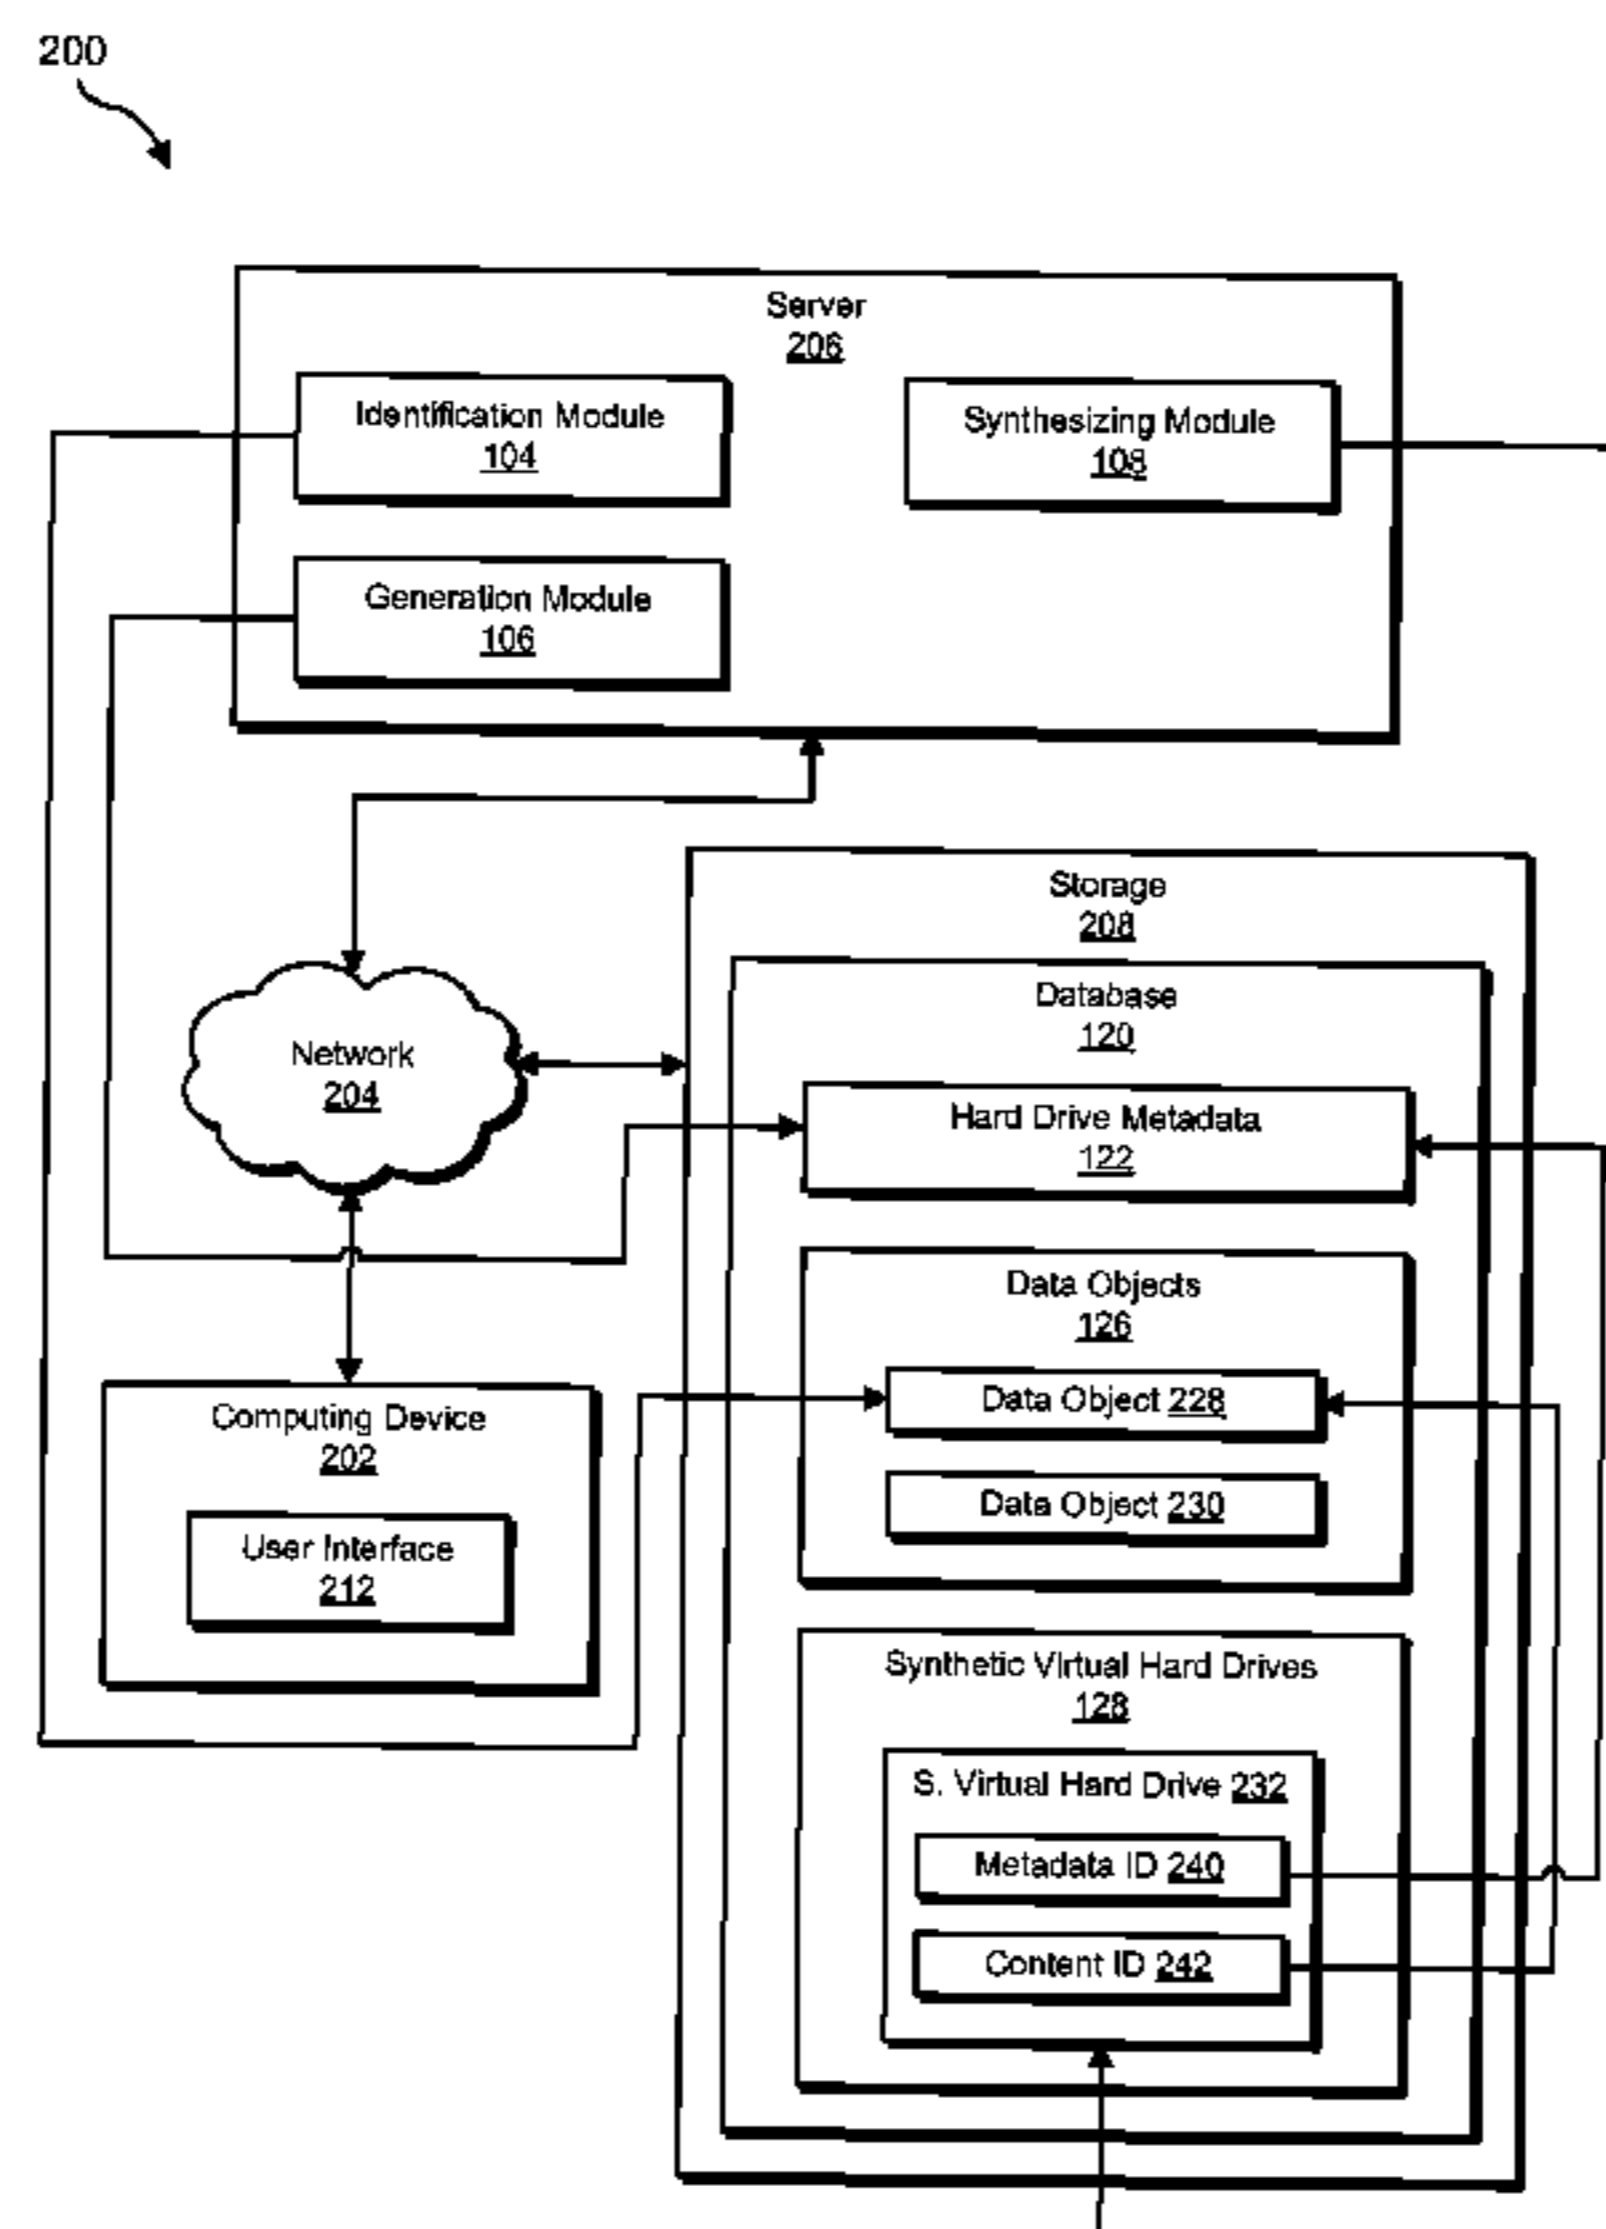 200
Server
206
Identification Module
104
Synthesizing Module
108
Generation Module
106
Storage
208
Database
120
Network
204
Hard Drive Metadata
122
Data Objects
126
Data Object 228
Data Object 230
Computing Device
202
User Interface
212
Synthetic Virtual Hard Drives
128
S. Virtual Hard Drive 232
Metadata ID 240
Content ID 242